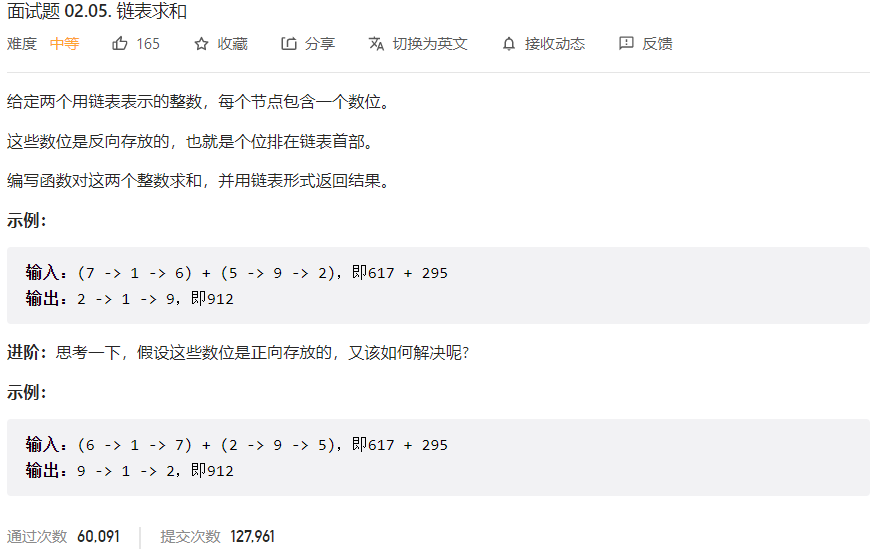 面试题 02.05. 链表求和
难度 中等 165 收藏 分享 切换为英文 接收动态 反馈
给定两个用链表表示的整数，每个节点包含一个数位。
这些数位是反向存放的，也就是个位排在链表首部。
编写函数对这两个整数求和，并用链表形式返回结果。
示例：
输入：(7 -> 1 -> 6) + (5 -> 9 -> 2)，即617 + 295
输出：2 -> 1 -> 9，即912
进阶：思考一下，假设这些数位是正向存放的，又该如何解决呢?
示例：
输入：(6 -> 1 -> 7) + (2 -> 9 -> 5)，即617 + 295
输出：9 -> 1 -> 2，即912
通过次数 60,091 提交次数 127,961